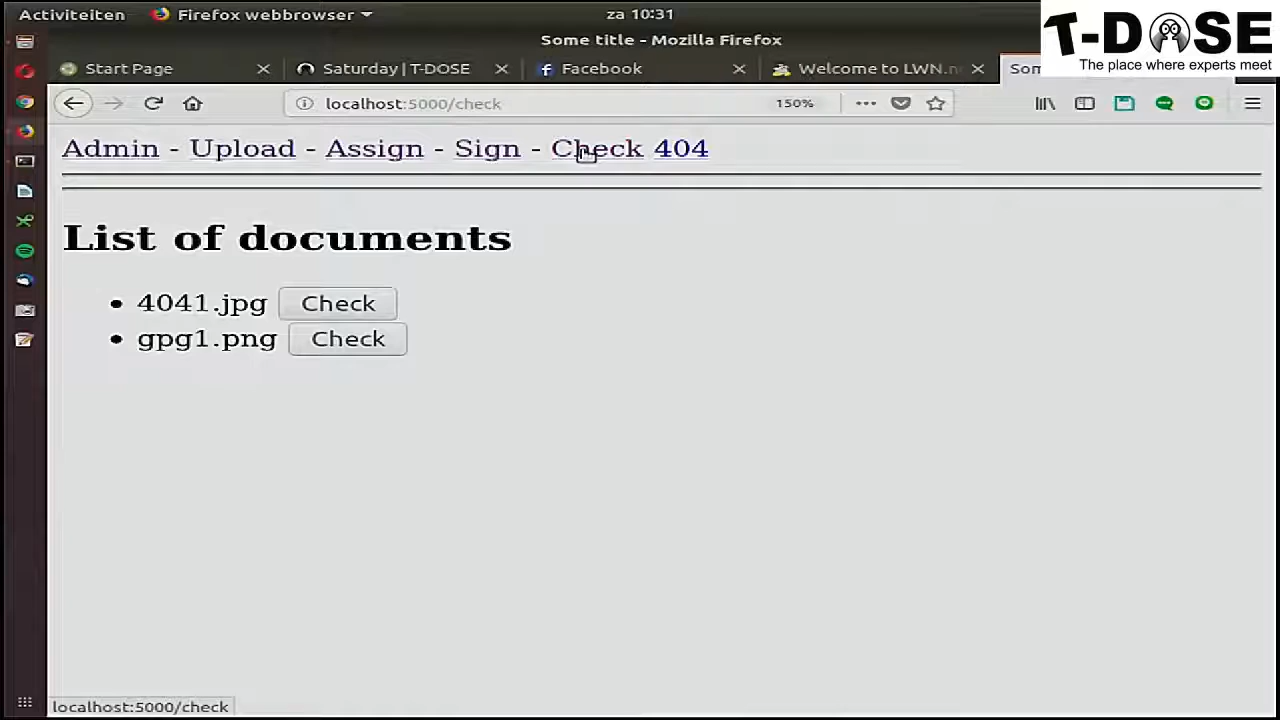 Activiteiten Firefox webbrowser za 10:31
T-DOSE
The place where experts meet
Some title - Mozilla Firefox
Start Page Saturday | T-DOSE Facebook Welcome to LWN.n Som
localhost:5000/check 150%
Admin - Upload - Assign - Sign - Check 404
List of documents
4041.jpg Check
gpg1.png Check
localhost:5000/check